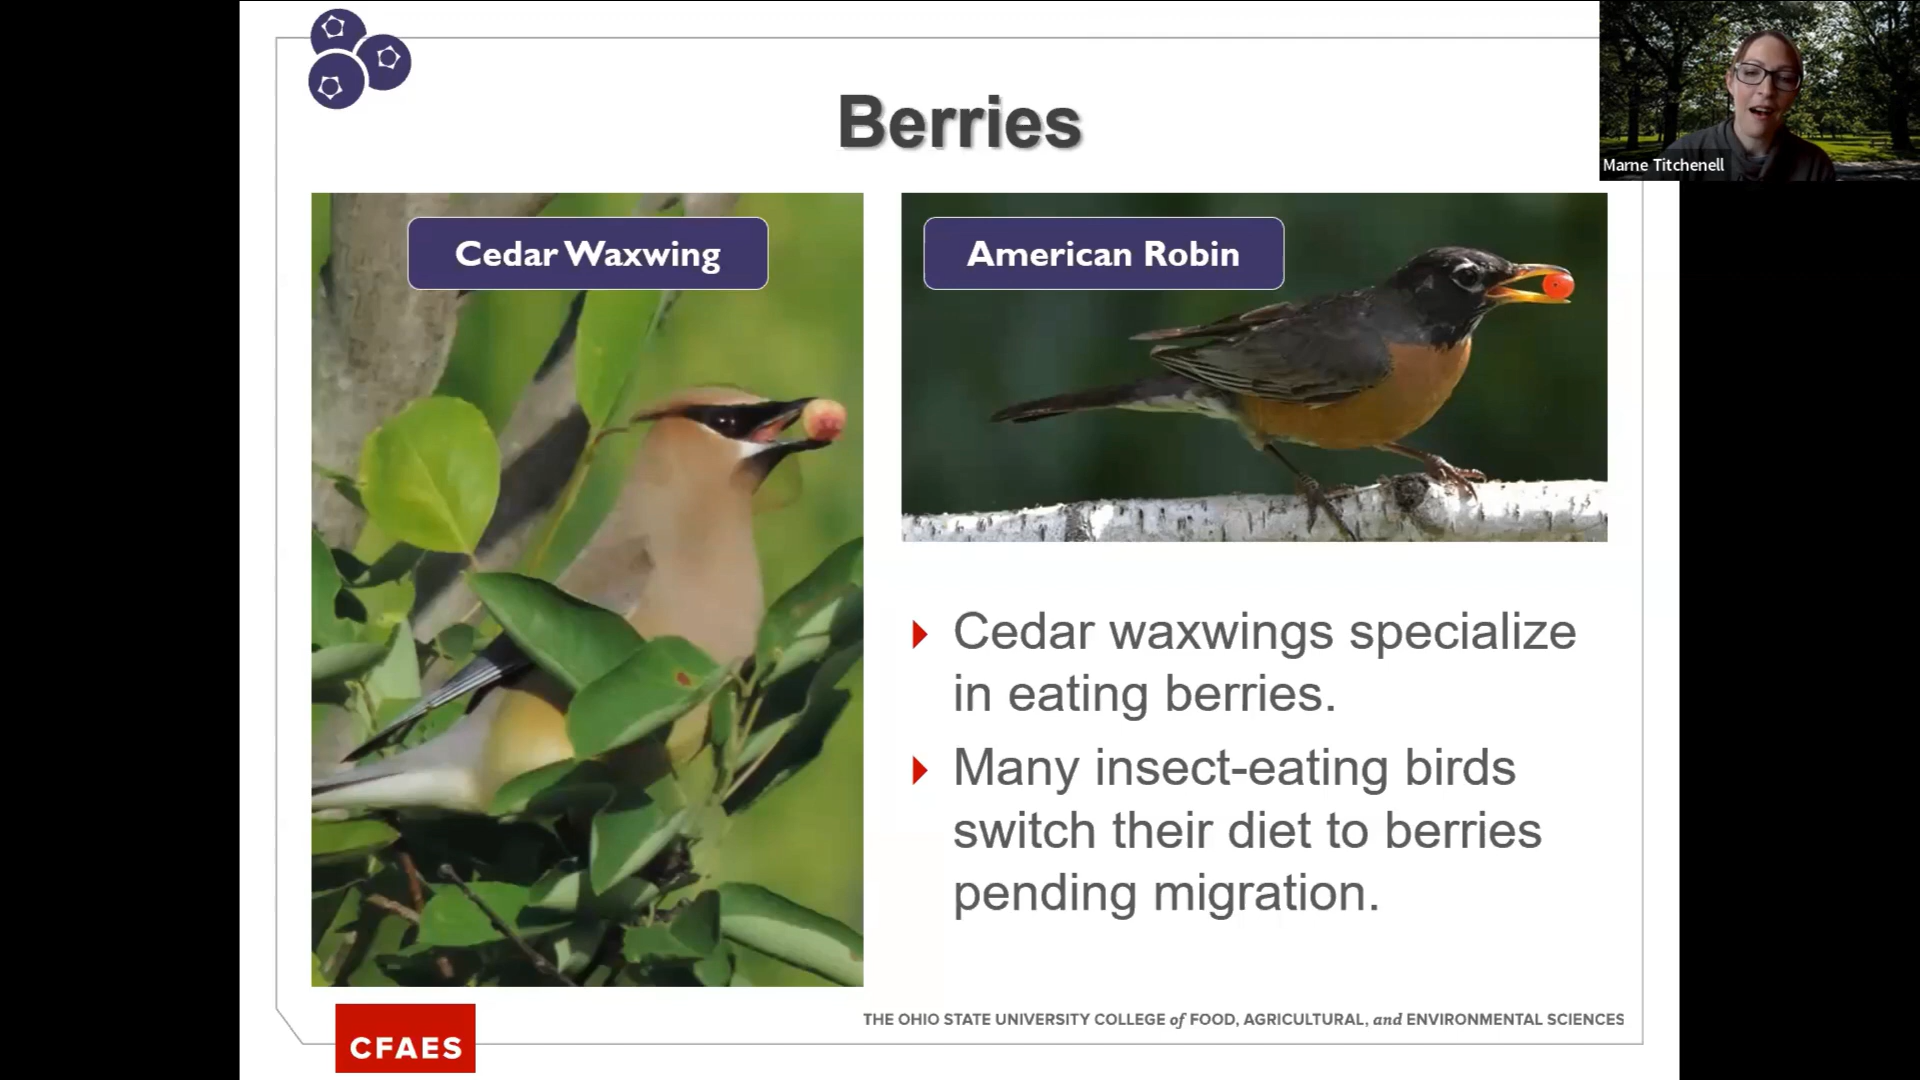 Berries
Marne Titchenell
Cedar Waxwing
American Robin
Cedar waxwings specialize
in eating berries.
Many insect-eating birds
switch their diet to berries
pending migration.
THE OHIO STATE UNIVERSITY COLLEGE of FOOD, AGRICULTURAL, and ENVIRONMENTAL SCIENCES
CFAES